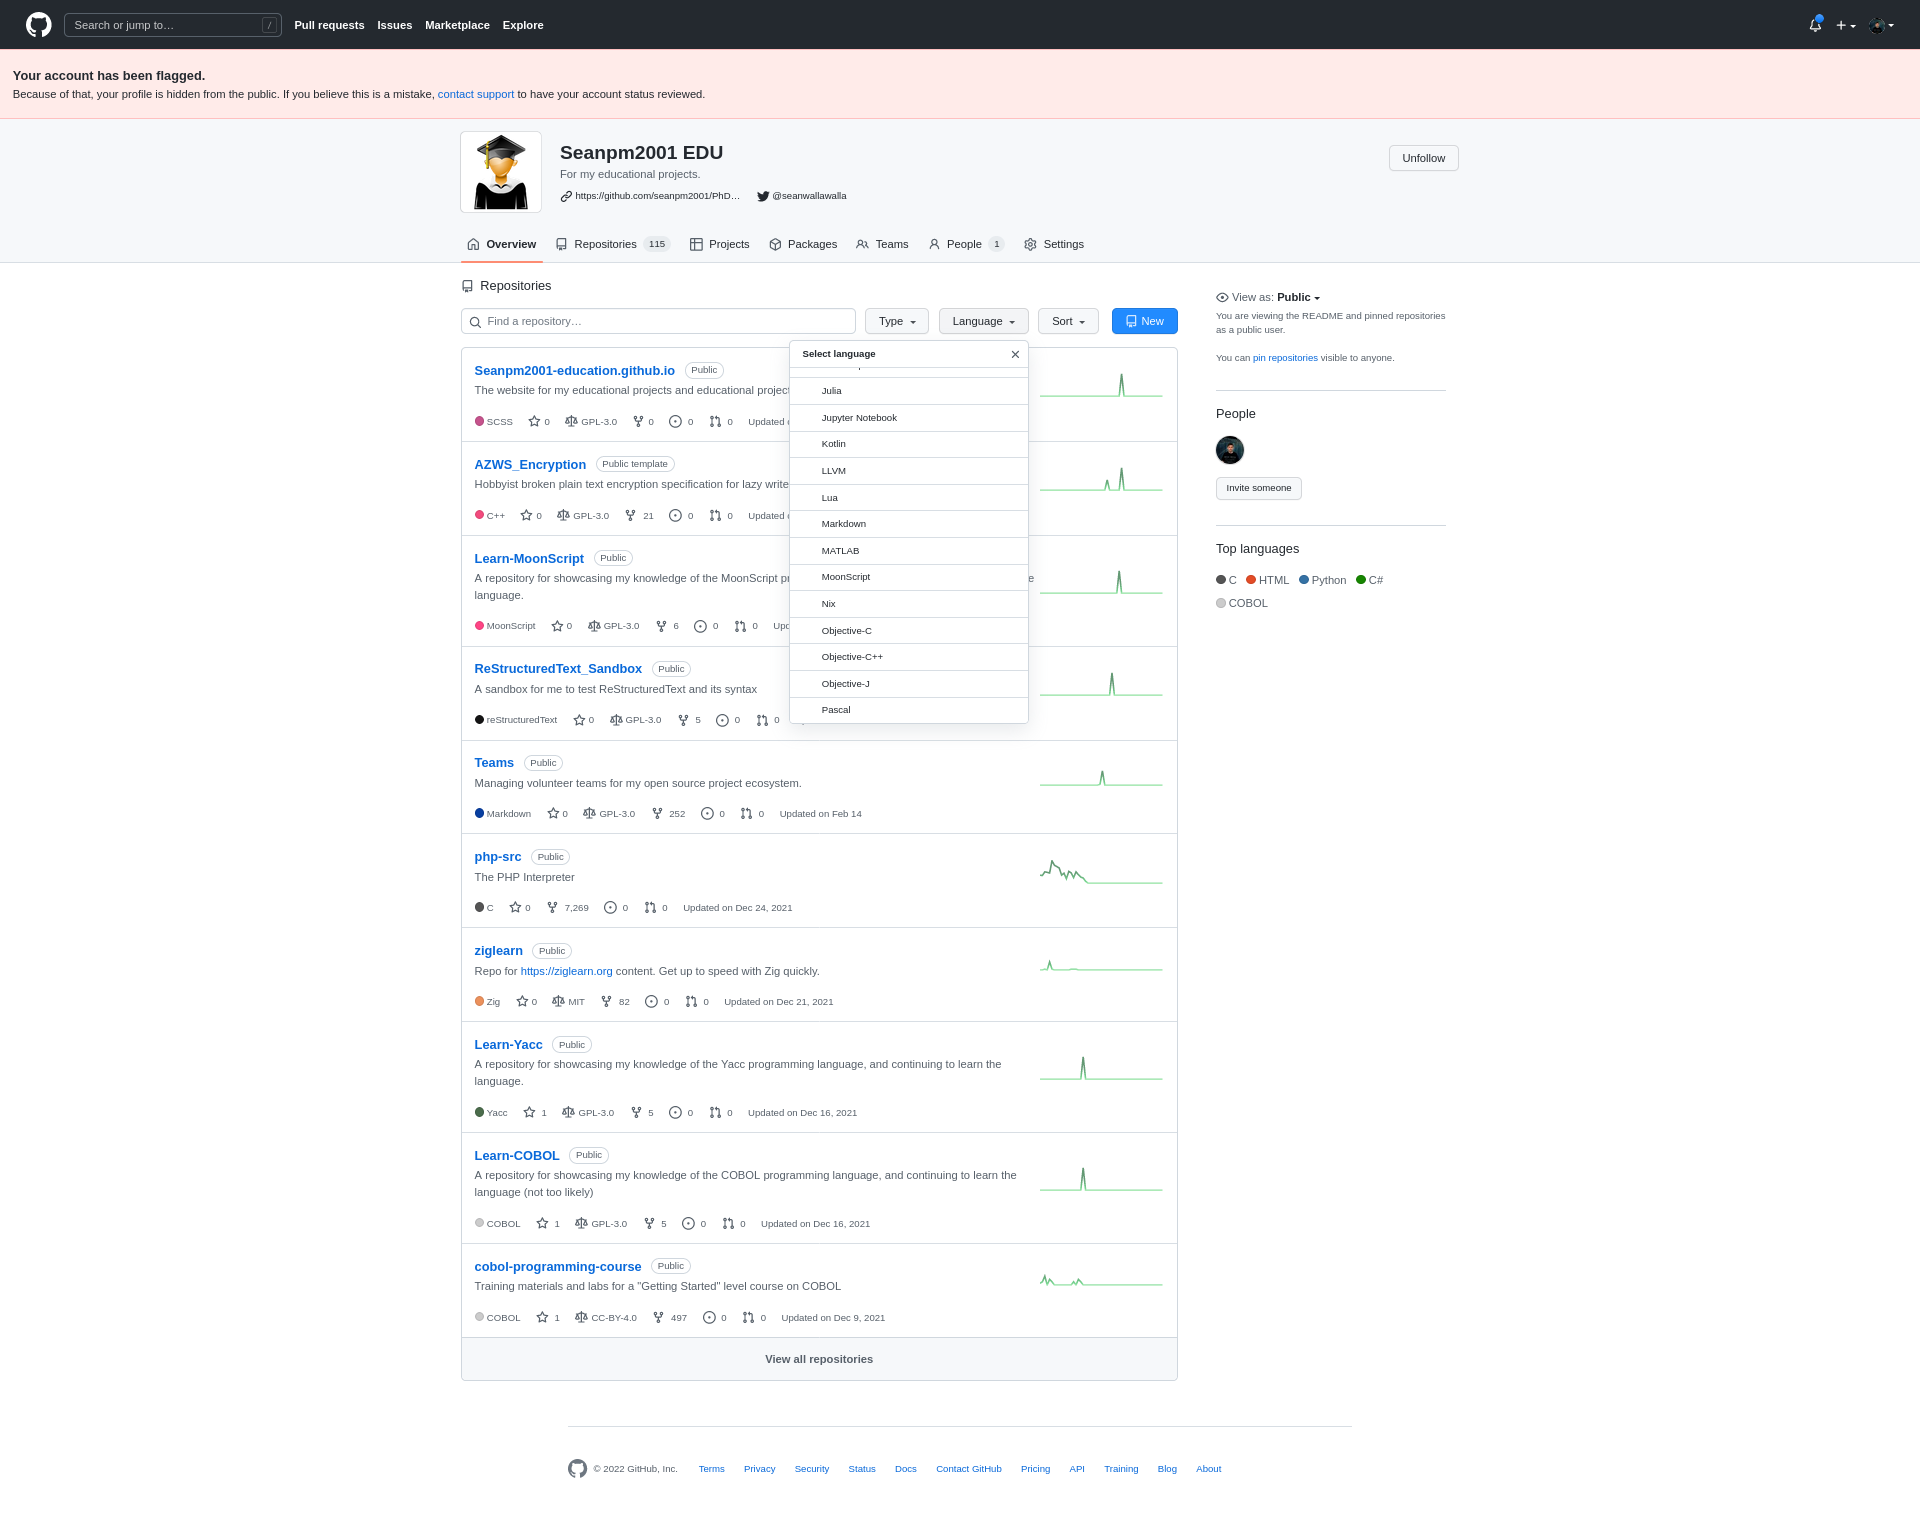 Search or jump to…
/
Pull requests
Issues
Marketplace
Explore
Your account has been flagged.
Because of that, your profile is hidden from the public. If you believe this is a mistake, contact support to have your account status reviewed.
Seanpm2001 EDU
For my educational projects.
https://github.com/seanpm2001/PhD…
@seanwallawalla
Unfollow
Overview
Repositories 115
Projects
Packages
Teams
People 1
Settings
Repositories
Find a repository…
Type
Language
Sort
New
Select language
Julia
Jupyter Notebook
Kotlin
LLVM
Lua
Markdown
MATLAB
MoonScript
Nix
Objective-C
Objective-C++
Objective-J
Pascal
Seanpm2001-education.github.io Public
The website for my educational projects and educational
SCSS 0 GPL-3.0 0 0 0 Updated
AZWS_Encryption Public template
Hobbyist broken plain text encryption specification for lazy
C++ 0 GPL-3.0 21 0 0 Updated
Learn-MoonScript Public
A repository for showcasing my knowledge of the MoonScript
language.
MoonScript 0 GPL-3.0 6 0 0
ReStructuredText_Sandbox Public
A sandbox for me to test ReStructuredText and its syntax
reStructuredText 0 GPL-3.0 5 0 0
Teams Public
Managing volunteer teams for my open source project ecosystem.
Markdown 0 GPL-3.0 252 0 0 Updated on Feb 14
php-src Public
The PHP Interpreter
C 0 7,269 0 0 Updated on Dec 24, 2021
ziglearn Public
Repo for https://ziglearn.org content. Get up to speed with Zig quickly.
Zig 0 MIT 82 0 0 Updated on Dec 21, 2021
Learn-Yacc Public
A repository for showcasing my knowledge of the Yacc programming language, and continuing to learn the
language.
Yacc 1 GPL-3.0 5 0 0 Updated on Dec 16, 2021
Learn-COBOL Public
A repository for showcasing my knowledge of the COBOL programming language, and continuing to learn the
language (not too likely)
COBOL 1 GPL-3.0 5 0 0 Updated on Dec 16, 2021
cobol-programming-course Public
Training materials and labs for a "Getting Started" level course on COBOL
COBOL 1 CC-BY-4.0 497 0 0 Updated on Dec 9, 2021
View all repositories
View as: Public
You are viewing the README and pinned repositories
as a public user.
You can pin repositories visible to anyone.
People
Invite someone
Top languages
C HTML Python C#
COBOL
© 2022 GitHub, Inc.
Terms
Privacy
Security
Status
Docs
Contact GitHub
Pricing
API
Training
Blog
About